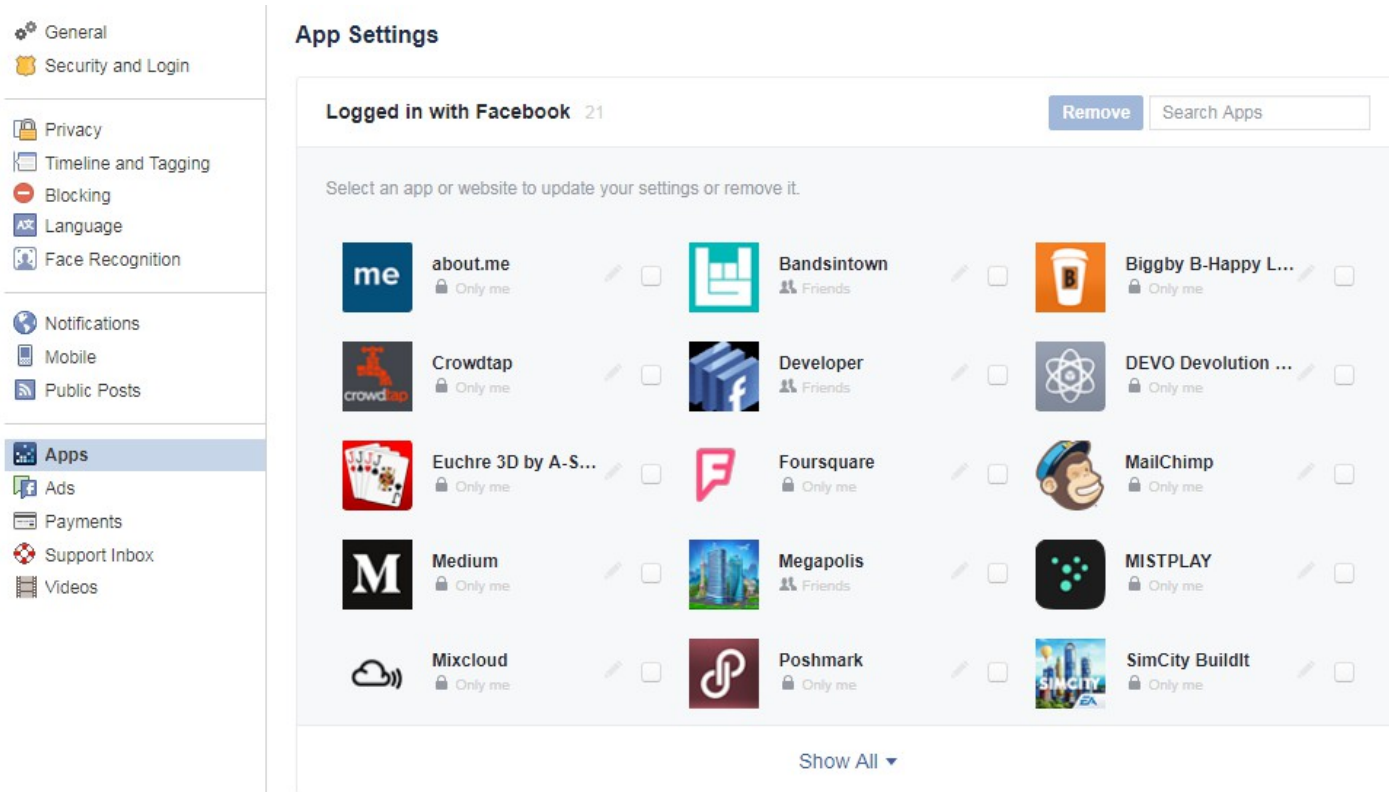 General
Security and Login
Privacy
Timeline and Tagging
Blocking
Language
Face Recognition
Notifications
Mobile
Public Posts
Apps
Ads
Payments
Support Inbox
Videos
App Settings
Logged in with Facebook 21
Remove
Search Apps
Select an app or website to update your settings or remove it.
me
about.me
Only me
Bandsintown
Friends
B
Biggby B-Happy L...
Only me
crowdtap
Crowdtap
Only me
f
Developer
Friends
DEVO Devolution ...
Only me
J J J J
Euchre 3D by A-S...
Only me
Foursquare
Only me
MailChimp
Only me
M
Medium
Only me
Megapolis
Friends
MISTPLAY
Only me
Mixcloud
Only me
Poshmark
Only me
SIMCITY
EA
SimCity BuildIt
Only me
Show All